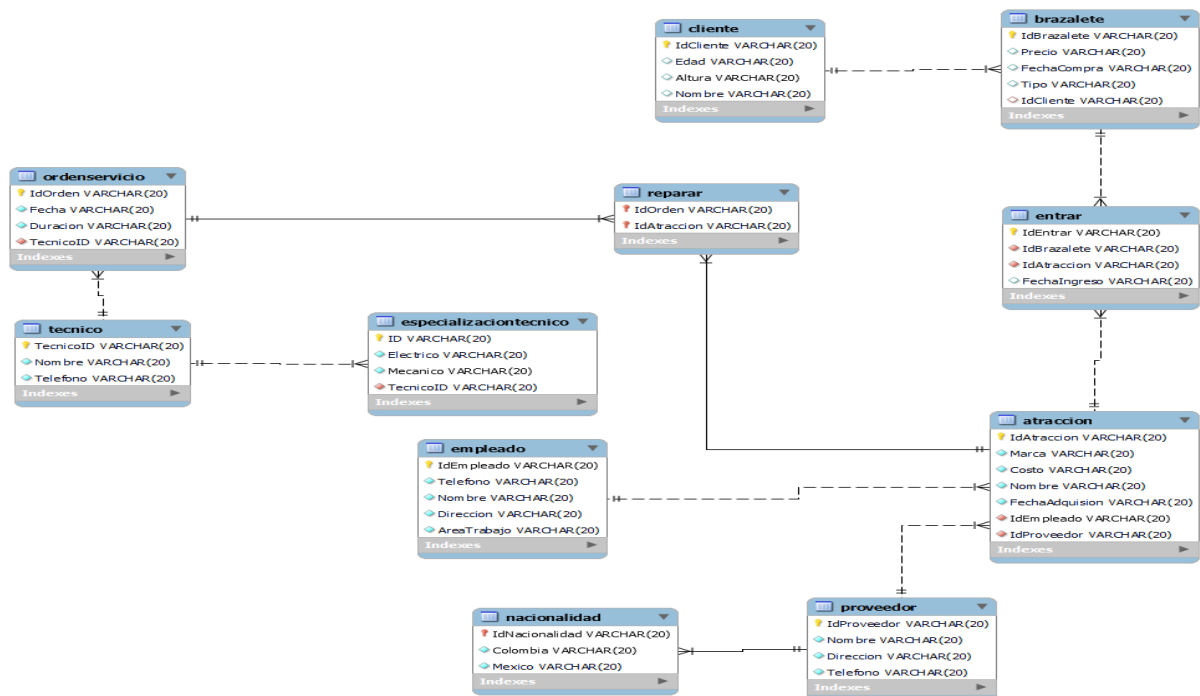 cliente
IdCliente VARCHAR(20)
Edad VARCHAR(20)
Altura VARCHAR(20)
Nombre VARCHAR(20)
Indexes
brazalete
IdBrazalete VARCHAR(20)
Precio VARCHAR(20)
FechaCompra VARCHAR(20)
Tipo VARCHAR(20)
IdCliente VARCHAR(20)
Indexes
ordenservicio
IdOrden VARCHAR(20)
Fecha VARCHAR(20)
Duracion VARCHAR(20)
TecnicoID VARCHAR(20)
Indexes
reparar
IdOrden VARCHAR(20)
IdAtraccion VARCHAR(20)
Indexes
entrar
IdEntrar VARCHAR(20)
IdBrazalete VARCHAR(20)
IdAtraccion VARCHAR(20)
FechaIngreso VARCHAR(20)
Indexes
tecnico
TecnicoID VARCHAR(20)
Nombre VARCHAR(20)
Telefono VARCHAR(20)
Indexes
especializaciontecnico
ID VARCHAR(20)
Electrico VARCHAR(20)
Mecanico VARCHAR(20)
TecnicoID VARCHAR(20)
Indexes
empleado
IdEmpleado VARCHAR(20)
Telefono VARCHAR(20)
Nombre VARCHAR(20)
Direccion VARCHAR(20)
AreaTrabajo VARCHAR(20)
Indexes
atraccion
IdAtraccion VARCHAR(20)
Marca VARCHAR(20)
Costo VARCHAR(20)
Nombre VARCHAR(20)
FechaAdquision VARCHAR(20)
IdEmpleado VARCHAR(20)
IdProveedor VARCHAR(20)
Indexes
nacionalidad
IdNacionalidad VARCHAR(20)
Colombia VARCHAR(20)
Mexico VARCHAR(20)
Indexes
proveedor
IdProveedor VARCHAR(20)
Nombre VARCHAR(20)
Direccion VARCHAR(20)
Telefono VARCHAR(20)
Indexes